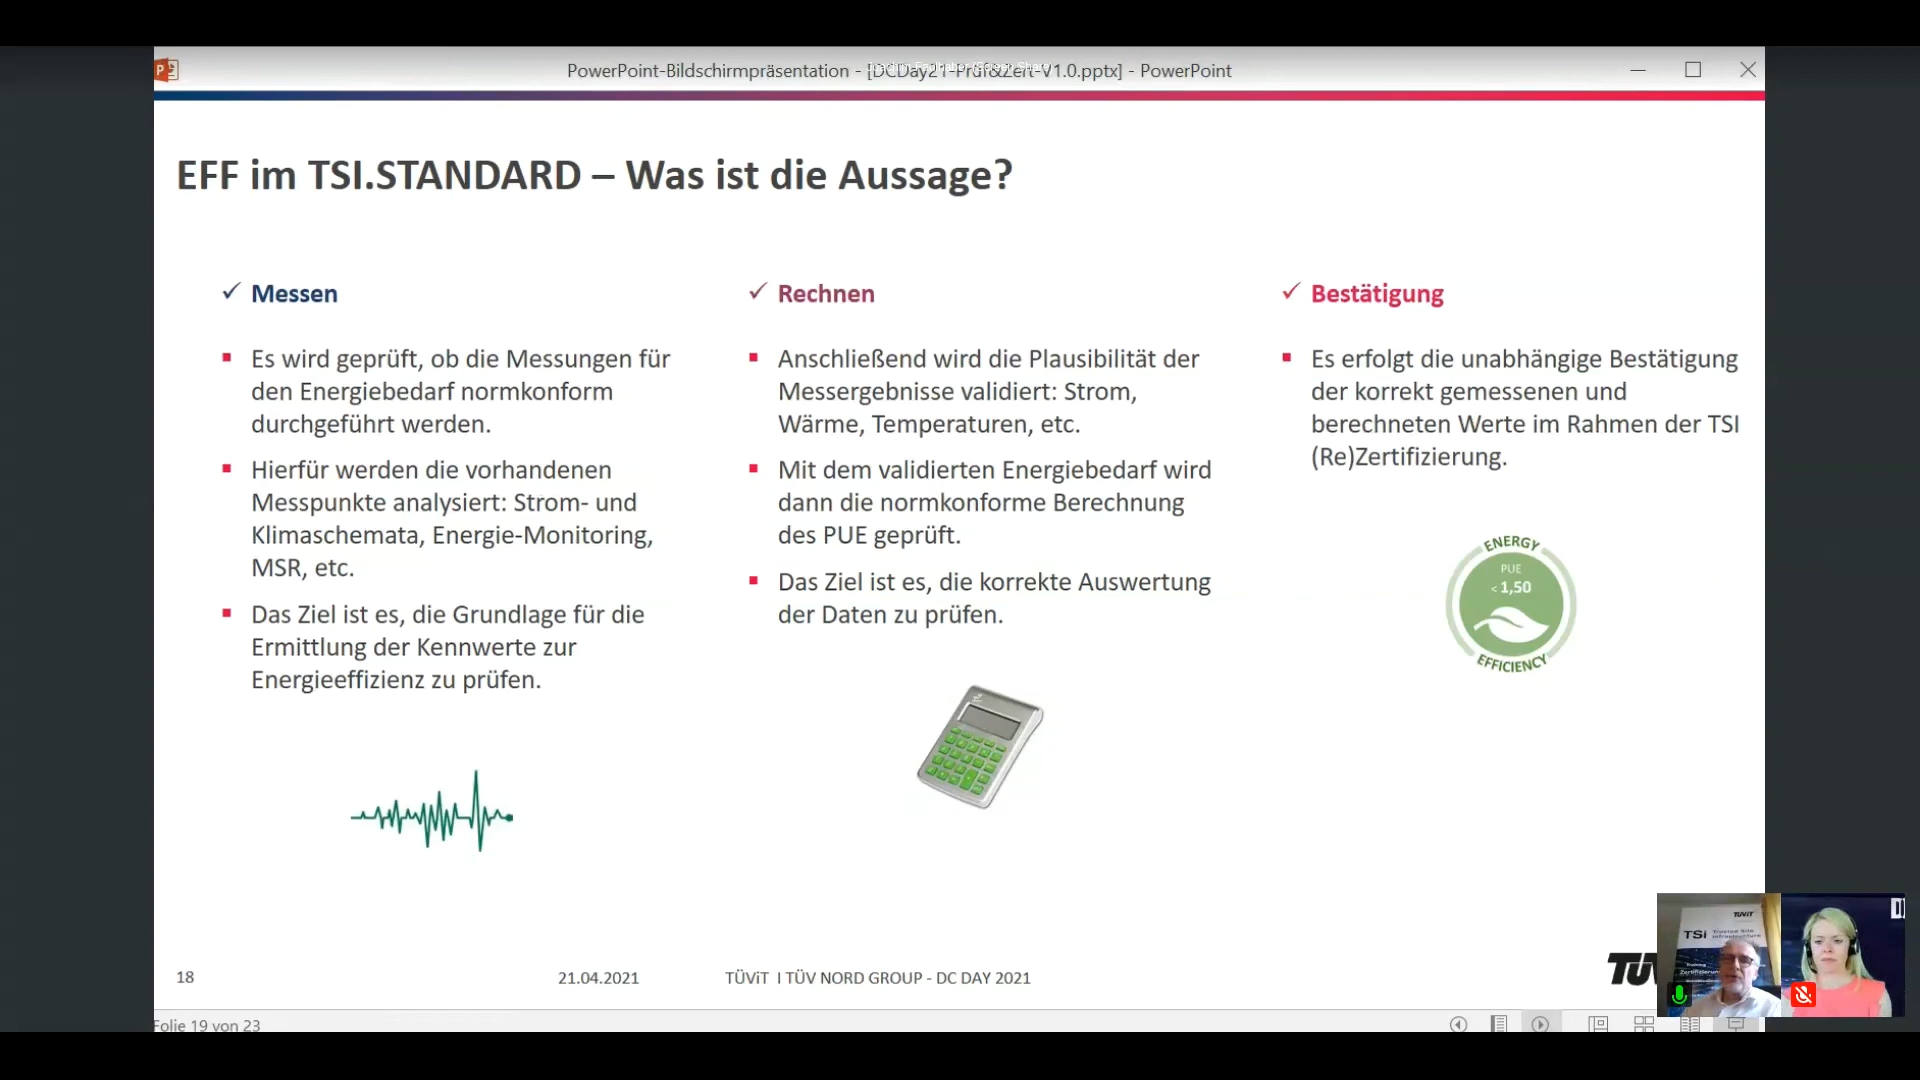 PowerPoint-Bildschirmpräsentation - [DCDay21-Prüf&Zert-V1.0.pptx] - PowerPoint
EFF im TSI.STANDARD – Was ist die Aussage?
✓ Messen
Es wird geprüft, ob die Messungen für
den Energiebedarf normkonform
durchgeführt werden.
Hierfür werden die vorhandenen
Messpunkte analysiert: Strom- und
Klimaschemata, Energie-Monitoring,
MSR, etc.
Das Ziel ist es, die Grundlage für die
Ermittlung der Kennwerte zur
Energieeffizienz zu prüfen.
✓ Rechnen
Anschließend wird die Plausibilität der
Messergebnisse validiert: Strom,
Wärme, Temperaturen, etc.
Mit dem validierten Energiebedarf wird
dann die normkonforme Berechnung
des PUE geprüft.
Das Ziel ist es, die korrekte Auswertung
der Daten zu prüfen.
✓ Bestätigung
Es erfolgt die unabhängige Bestätigung
der korrekt gemessenen und
berechneten Werte im Rahmen der TSI
(Re)Zertifizierung.
ENERGY
PUE
< 1,50
EFFICIENCY
18
21.04.2021
TÜViT I TÜV NORD GROUP - DC DAY 2021
TÜViT
TSi Trusted Site
Infrastructure
Folie 19 von 23